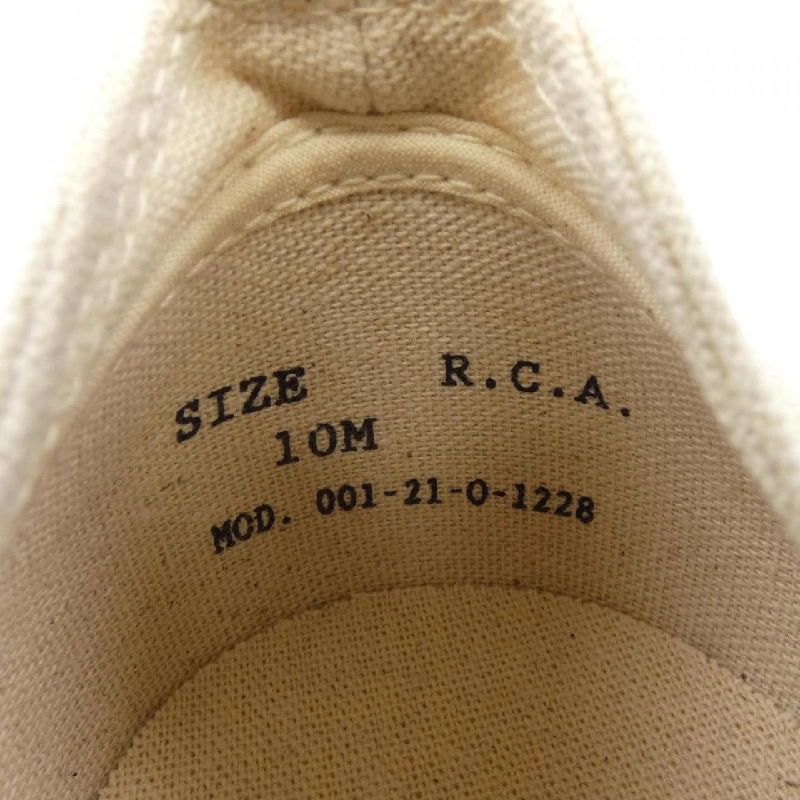 SIZE R.C.A.
10M
MOD. 001-21-0-1228